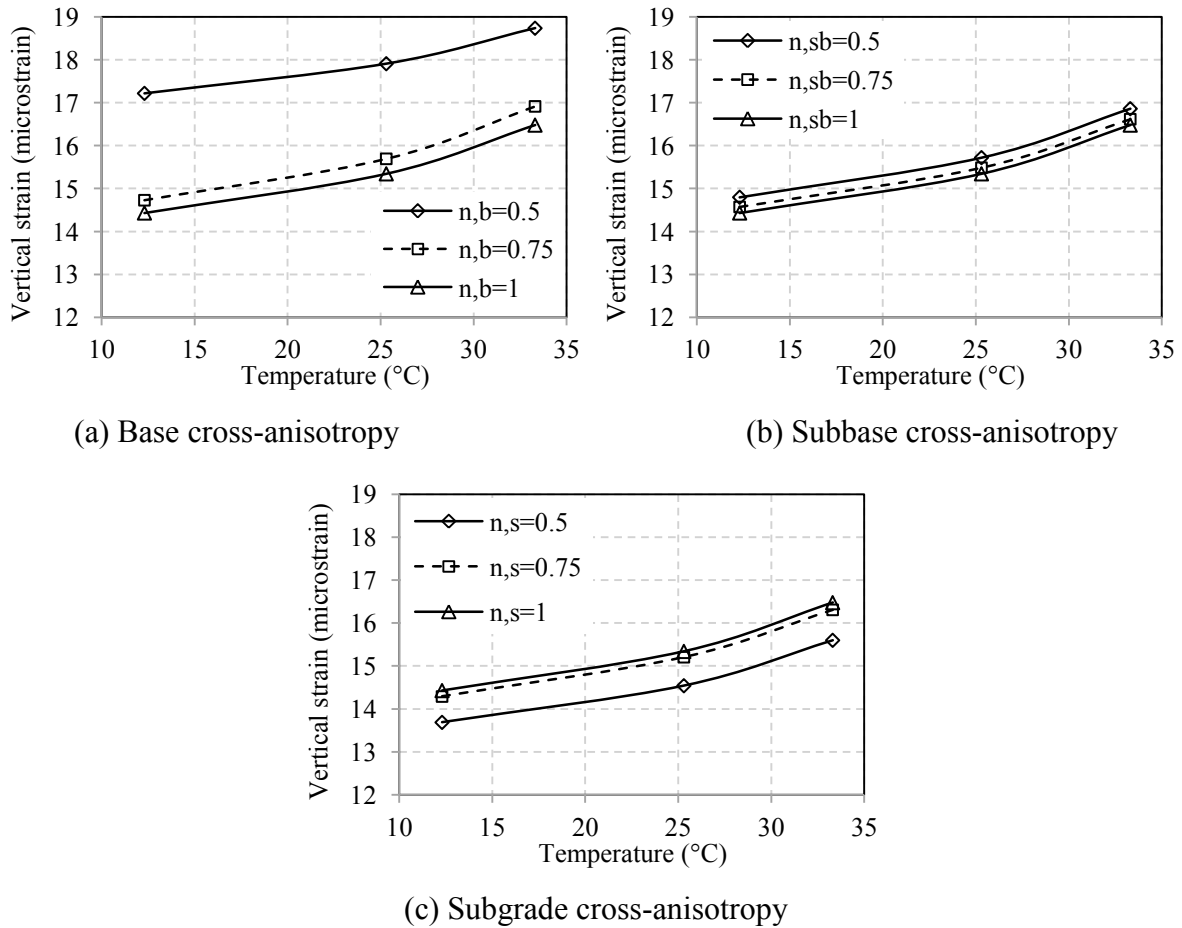 Vertical strain (microstrain)
19
18
17
16
15
14
13
12
n,b=0.5
n,b=0.75
n,b=1
10 15 20 25 30 35
Temperature (°C)
(a) Base cross-anisotropy
Vertical strain (microstrain)
19
18
17
16
15
14
13
12
n,sb=0.5
n,sb=0.75
n,sb=1
10 15 20 25 30 35
Temperature (°C)
(b) Subbase cross-anisotropy
Vertical strain (microstrain)
19
18
17
16
15
14
13
12
n,s=0.5
n,s=0.75
n,s=1
10 15 20 25 30 35
Temperature (°C)
(c) Subgrade cross-anisotropy